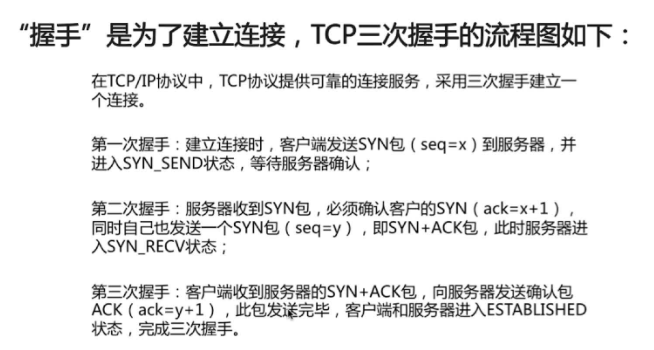 “握手”是为了建立连接，TCP三次握手的流程图如下：
在TCP/IP协议中，TCP协议提供可靠的连接服务，采用三次握手建立一
个连接。
第一次握手：建立连接时，客户端发送SYN包（seq=x）到服务器，并
进入SYN_SEND状态，等待服务器确认；
第二次握手：服务器收到SYN包，必须确认客户的SYN（ack=x+1），
同时自己也发送一个SYN包（seq=y），即SYN+ACK包，此时服务器进
入SYN_RECV状态；
第三次握手：客户端收到服务器的SYN+ACK包，向服务器发送确认包
ACK（ack=y+1），此包发送完毕，客户端和服务器进入ESTABLISHED
状态，完成三次握手。